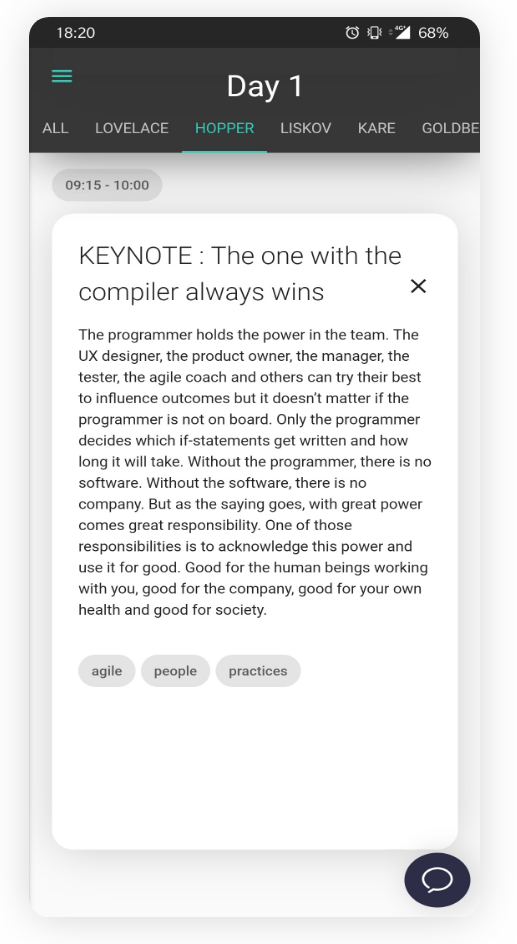 18:20 4G+ 68%
Day 1
ALL LOVELACE HOPPER LISKOV KARE GOLDBE
09:15 - 10:00
KEYNOTE : The one with the
compiler always wins
The programmer holds the power in the team. The
UX designer, the product owner, the manager, the
tester, the agile coach and others can try their best
to influence outcomes but it doesn't matter if the
programmer is not on board. Only the programmer
decides which if-statements get written and how
long it will take. Without the programmer, there is no
software. Without the software, there is no
company. But as the saying goes, with great power
comes great responsibility. One of those
responsibilities is to acknowledge this power and
use it for good. Good for the human beings working
with you, good for the company, good for your own
health and good for society.
agile people practices